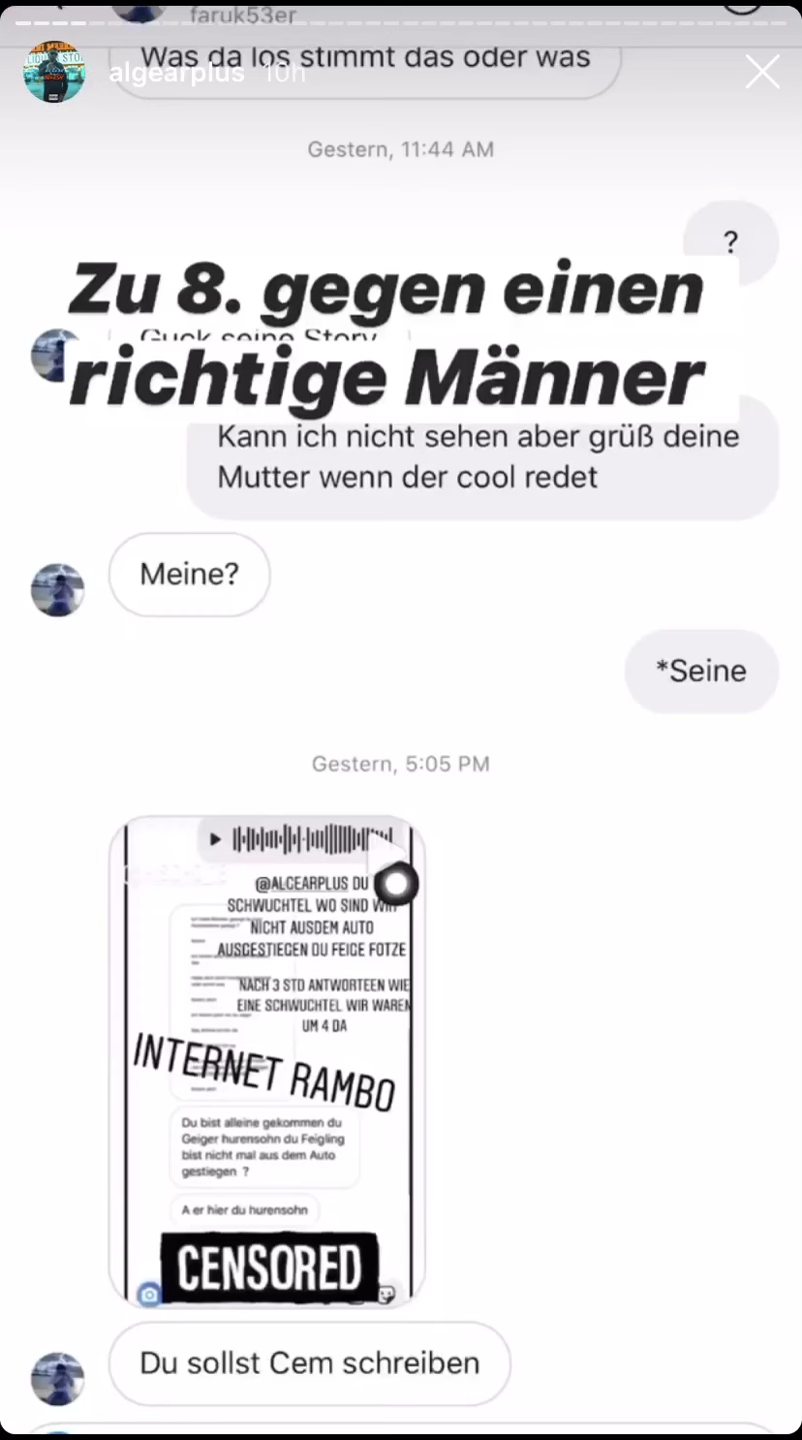 faruk53er
Was da los stimmt das oder was
algearplus 10h
Gestern, 11:44 AM
?
Zu 8. gegen einen
Guck seine Story
richtige Männer
Kann ich nicht sehen aber grüß deine
Mutter wenn der cool redet
Meine?
*Seine
Gestern, 5:05 PM
@ALGEARPLUS DU
SCHWUCHTEL WO SIND WIR
NICHT AUSDEM AUTO
AUSGESTIEGEN DU FEIGE FOTZE
NACH 3 STD ANTWORTEEN WIE
EINE SCHWUCHTEL WIR WAREN
UM 4 DA
INTERNET RAMBO
Du bist alleine gekommen du
Geiger hurensohn du Feigling
bist nicht mal aus dem Auto
gestiegen ?
A er hier du hurensohn
CENSORED
Du sollst Cem schreiben